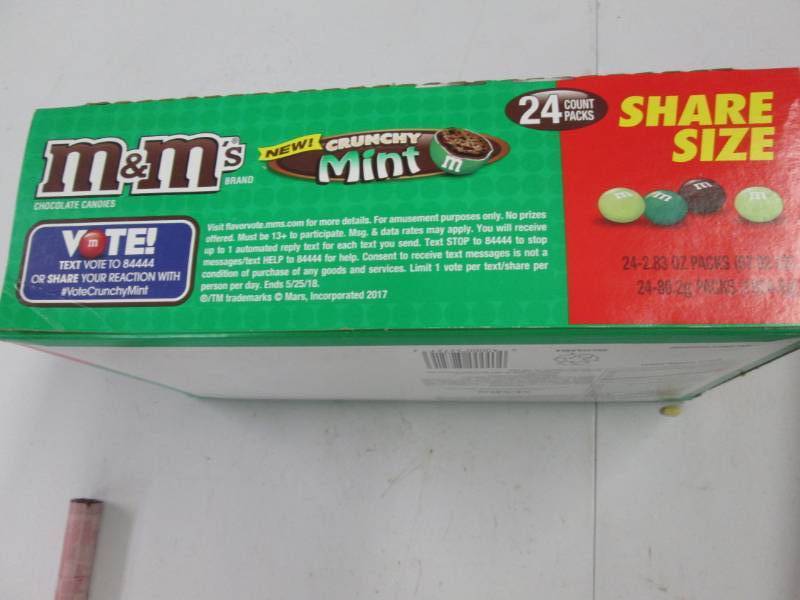 m&m's®
BRAND
CHOCOLATE CANDIES
NEW! CRUNCHY
Mint
m
24 COUNT
PACKS
SHARE
SIZE
VOTE!
m
TEXT VOTE TO 84444
OR SHARE YOUR REACTION WITH
#VoteCrunchyMint
Visit flavorvote.mms.com for more details. For amusement purposes only. No prizes
offered. Must be 13+ to participate. Msg. & data rates may apply. You will receive
up to 1 automated reply text for each text you send. Text STOP to 84444 to stop
messages/text HELP to 84444 for help. Consent to receive text messages is not a
condition of purchase of any goods and services. Limit 1 vote per text/share per
person per day. Ends 5/25/18.
®/TM trademarks © Mars, Incorporated 2017
m m m m
24-2.83 OZ PACKS
24-80.2g PACKS